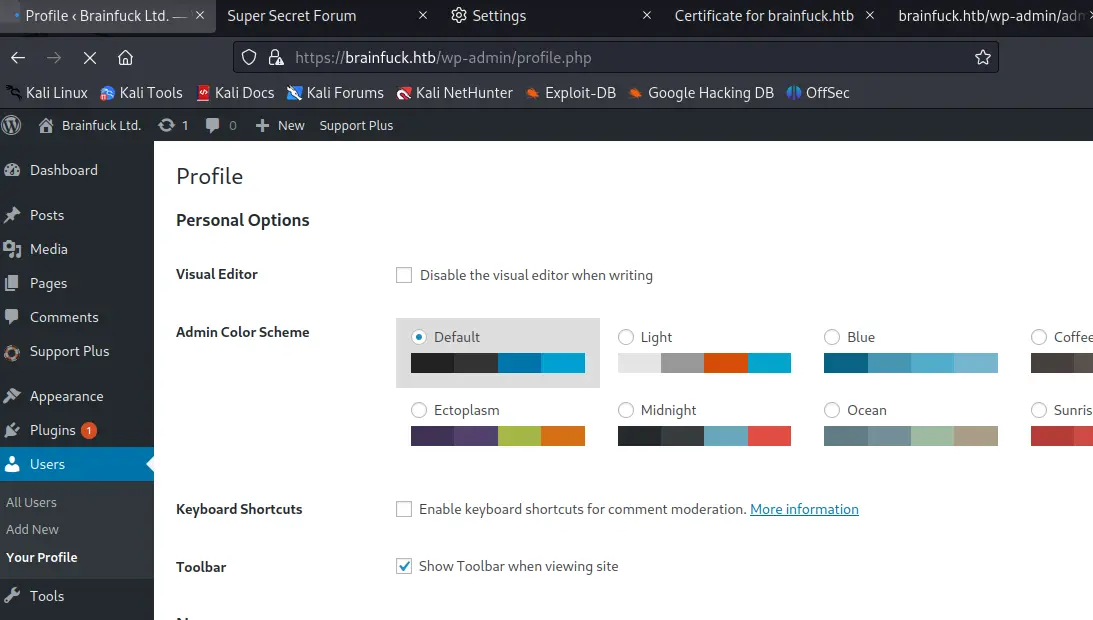 Profile ‹ Brainfuck Ltd. — Super Secret Forum Settings Certificate for brainfuck.htb brainfuck.htb/wp-admin/adm
https://brainfuck.htb/wp-admin/profile.php
Kali Linux Kali Tools Kali Docs Kali Forums Kali NetHunter Exploit-DB Google Hacking DB OffSec
Brainfuck Ltd. 1 0 New Support Plus
Dashboard
Posts
Media
Pages
Comments
Support Plus
Appearance
Plugins 1
Users
All Users
Add New
Your Profile
Tools
Profile
Personal Options
Visual Editor Disable the visual editor when writing
Admin Color Scheme
Default Light Blue Coffee
Ectoplasm Midnight Ocean Sunris
Keyboard Shortcuts Enable keyboard shortcuts for comment moderation. More information
Toolbar Show Toolbar when viewing site